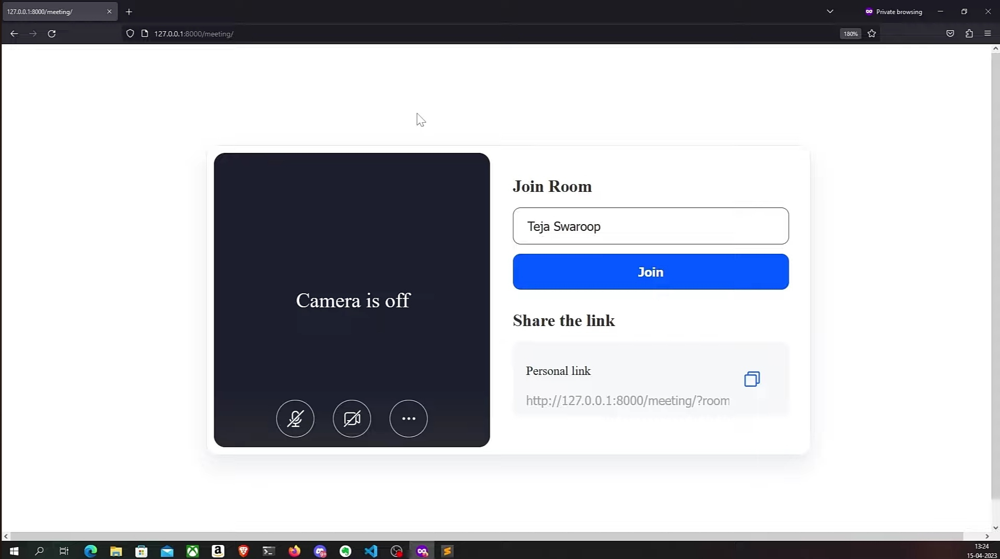 127.0.0.1:8000/meeting/
Private browsing
127.0.0.1:8000/meeting/
180%
Join Room
Teja Swaroop
Join
Camera is off
Share the link
Personal link
http://127.0.0.1:8000/meeting/?room
9+
13:24
15-04-2023